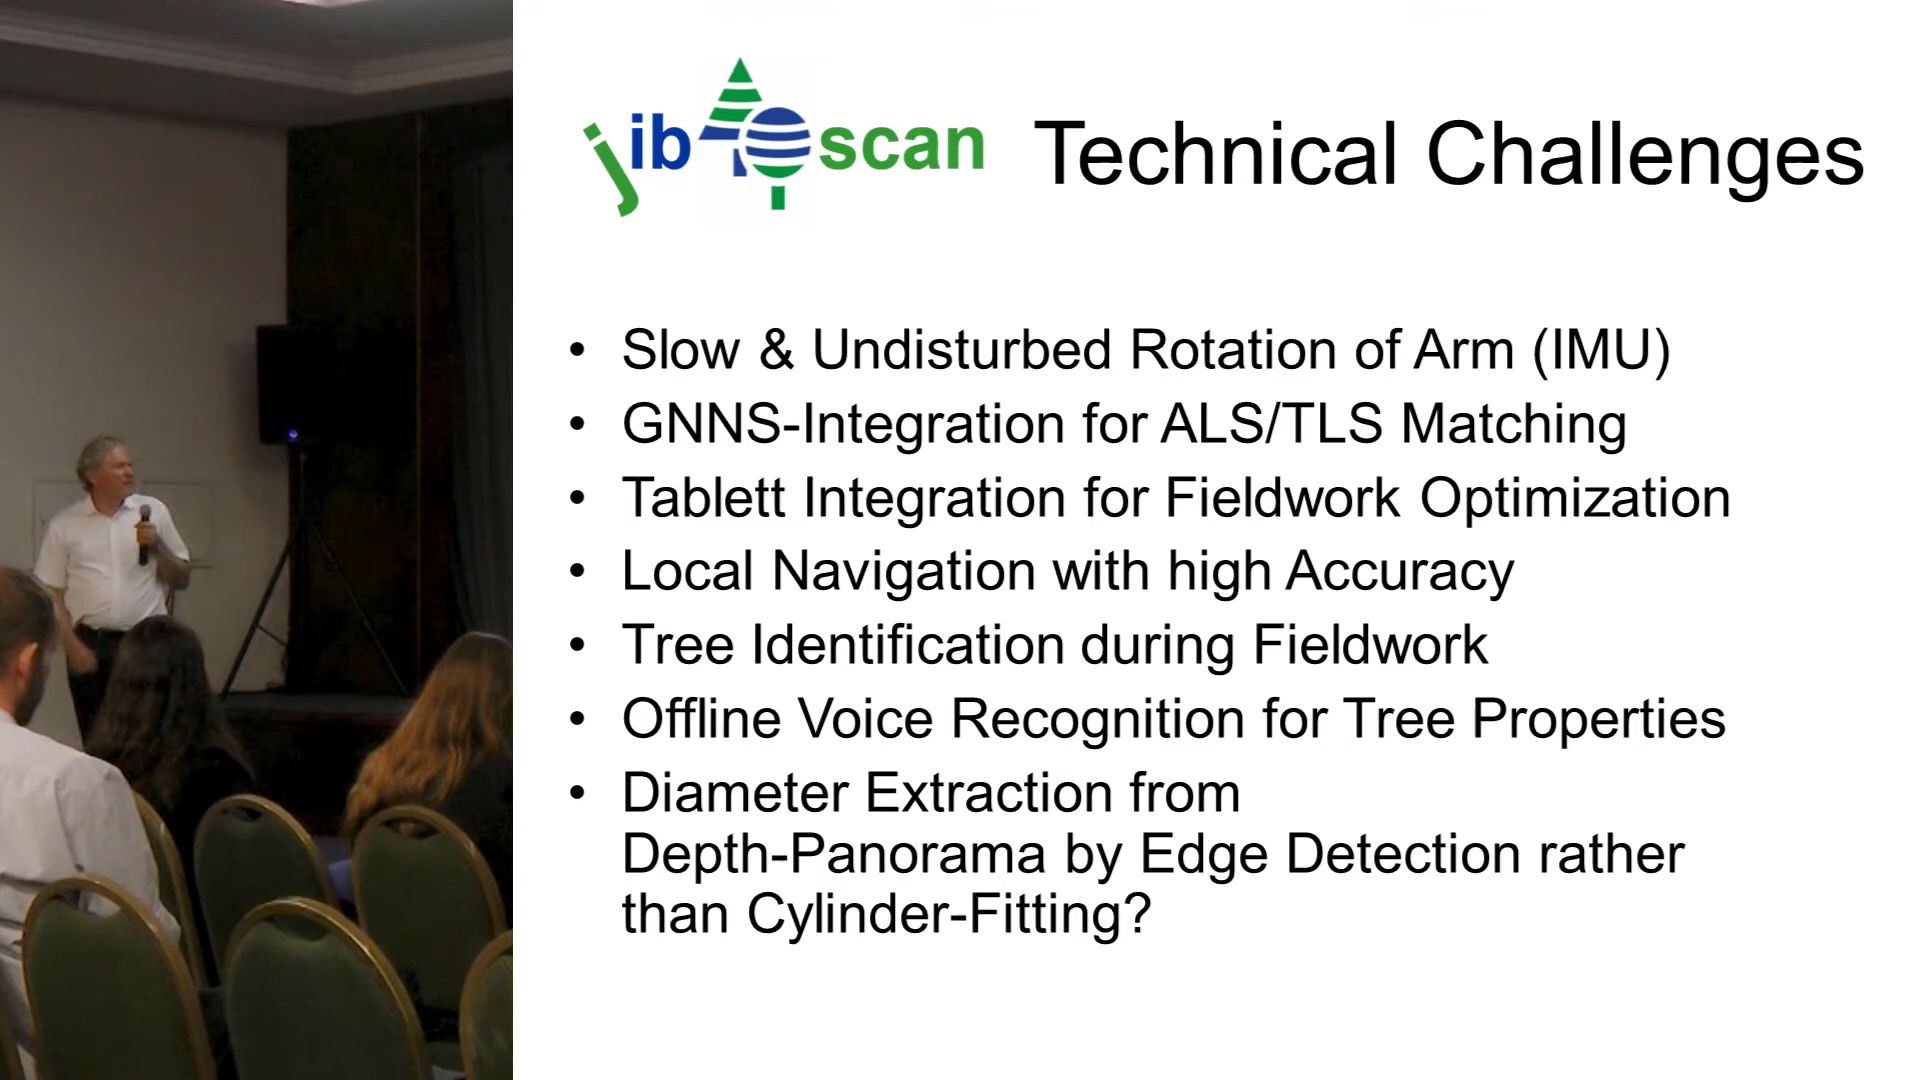 jib scan Technical Challenges
• Slow & Undisturbed Rotation of Arm (IMU)
• GNNS-Integration for ALS/TLS Matching
• Tablett Integration for Fieldwork Optimization
• Local Navigation with high Accuracy
• Tree Identification during Fieldwork
• Offline Voice Recognition for Tree Properties
• Diameter Extraction from
Depth-Panorama by Edge Detection rather
than Cylinder-Fitting?